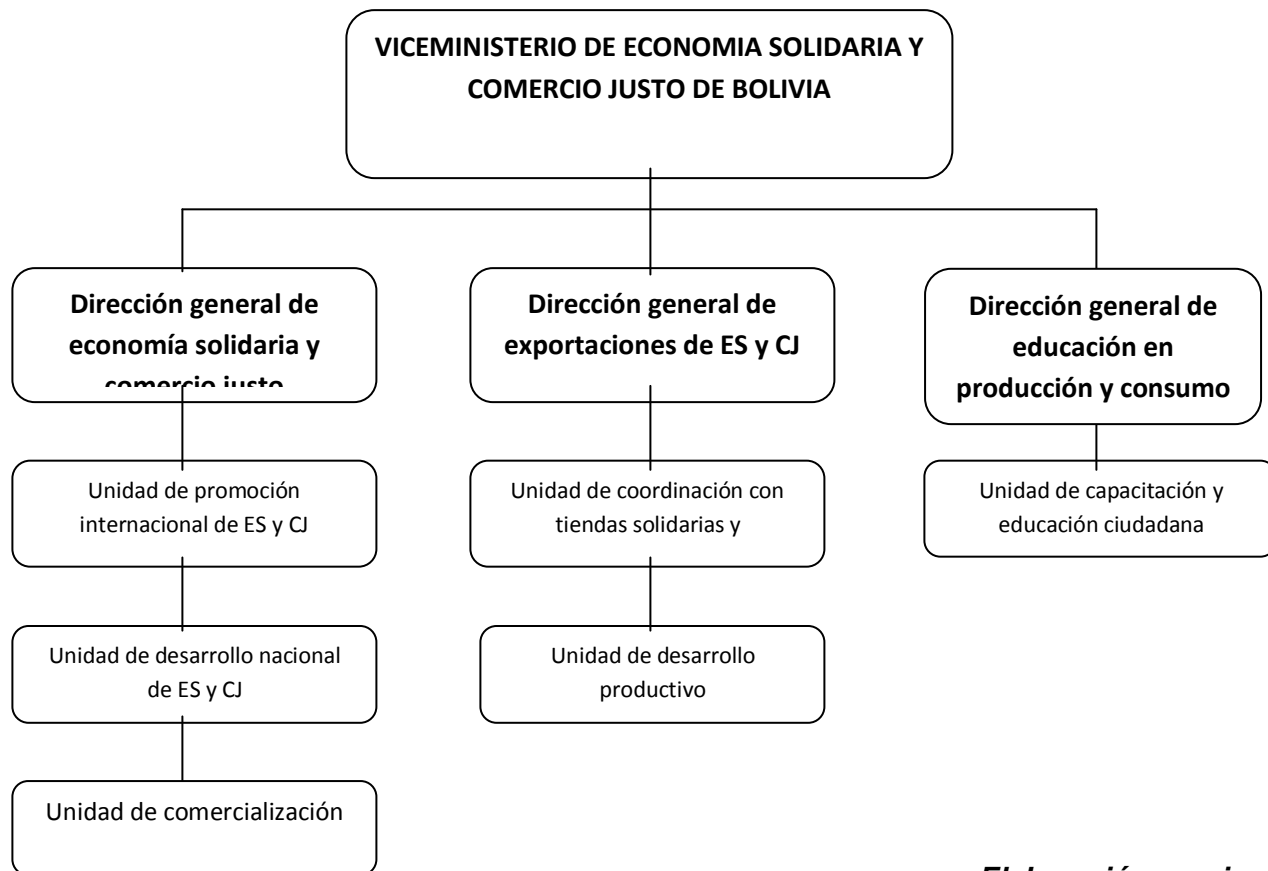 VICEMINISTERIO DE ECONOMIA SOLIDARIA Y
COMERCIO JUSTO DE BOLIVIA
Dirección general de
economía solidaria y
comercio justo
Dirección general de
exportaciones de ES y CJ
Dirección general de
educación en
producción y consumo
Unidad de promoción
internacional de ES y CJ
Unidad de coordinación con
tiendas solidarias y
Unidad de capacitación y
educación ciudadana
Unidad de desarrollo nacional
de ES y CJ
Unidad de desarrollo
productivo
Unidad de comercialización